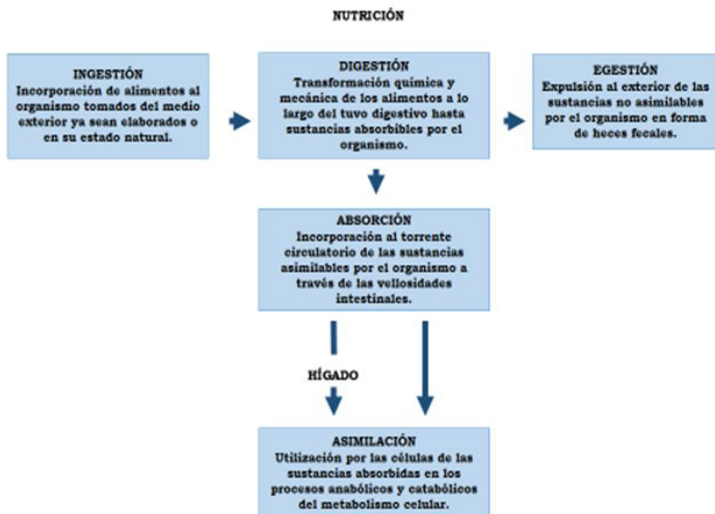 NUTRICIÓN
INGESTIÓN
Incorporación de alimentos al
organismo tomados del medio
exterior ya sean elaborados o
en su estado natural.
DIGESTIÓN
Transformación química y
mecánica de los alimentos a lo
largo del tuvo digestivo hasta
sustancias absorbibles por el
organismo.
EGESTIÓN
Expulsión al exterior de las
sustancias no asimilables
por el organismo en forma
de heces fecales.
ABSORCIÓN
Incorporación al torrente
circulatorio de las sustancias
asimilables por el organismo a
través de las vellosidades
intestinales.
HÍGADO
ASIMILACIÓN
Utilización por las células de las
sustancias absorbidas en los
procesos anabólicos y catabólicos
del metabolismo celular.